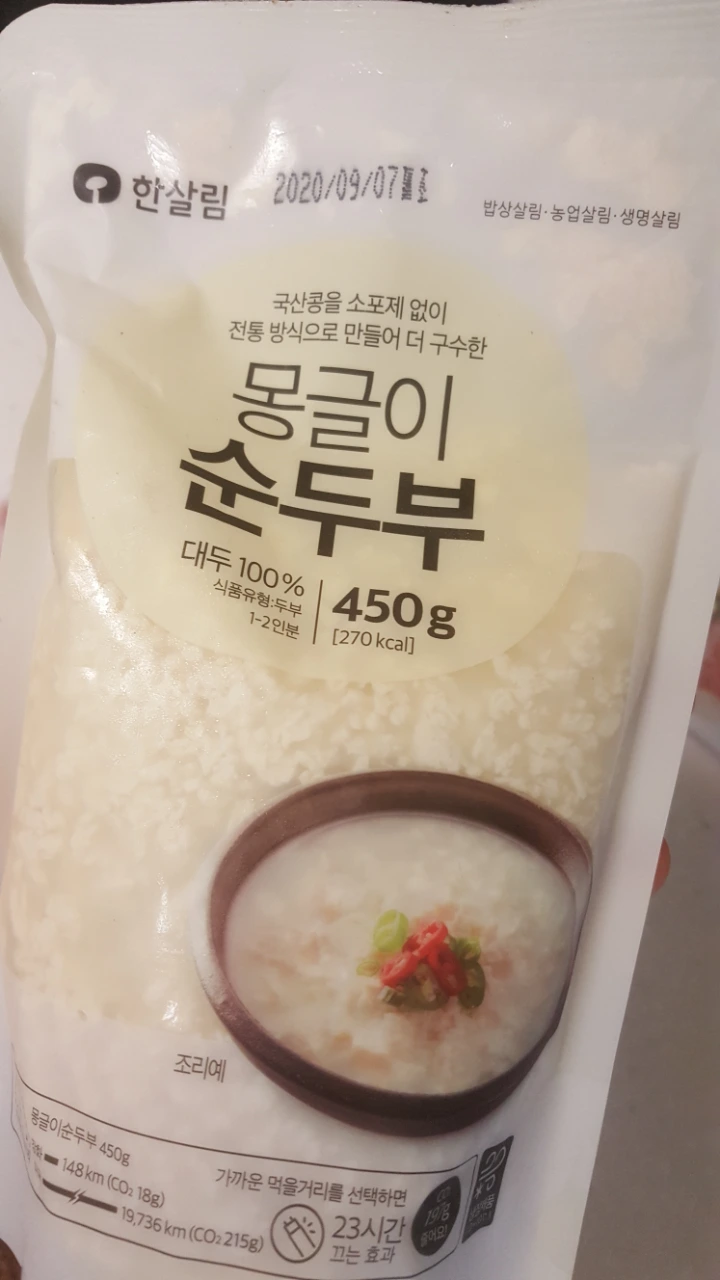 한살림
2020/09/07
밥상살림·농업살림·생명살림
국산콩을 소포제 없이
전통 방식으로 만들어 더 구수한
몽글이
순두부
대두 100%
식품유형:두부
1-2인분
450g
[270 kcal]
조리예
몽글이순두부 450g
148km (CO₂ 18g)
19,736 km (CO₂ 215g)
가까운 먹을거리를 선택하면
23시간
끄는 효과